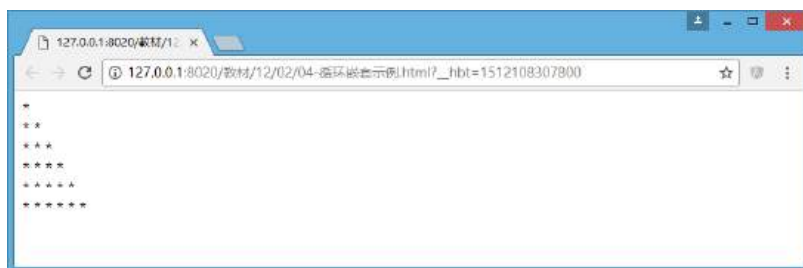 127.0.0.1:8020/教材/12
127.0.0.1:8020/教材/12/02/04-循环嵌套示例.html?__hbt=1512108307800
*
* *
* * *
* * * *
* * * * *
* * * * * *